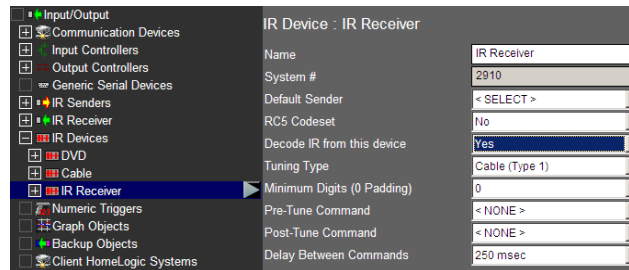 Input/Output
Communication Devices
Input Controllers
Output Controllers
Generic Serial Devices
IR Senders
IR Receiver
IR Devices
DVD
Cable
IR Receiver
Numeric Triggers
Graph Objects
Backup Objects
Client HomeLogic Systems
IR Device : IR Receiver
Name IR Receiver
System # 2910
Default Sender < SELECT >
RC5 Codeset No
Decode IR from this device Yes
Tuning Type Cable (Type 1)
Minimum Digits (0 Padding) 0
Pre-Tune Command < NONE >
Post-Tune Command < NONE >
Delay Between Commands 250 msec